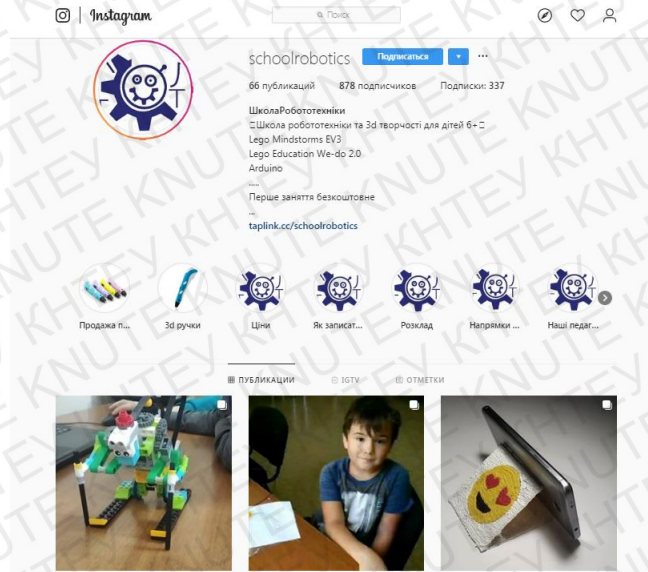 Instagram
Поиск
schoolrobotics Подписаться ...
66 публикаций 878 подписчиков Подписки: 337
ШколаРобототехніки
Школа робототехніки та 3d творчості для дітей 6+
Lego Mindstorms EV3
Lego Education We-do 2.0
Arduino
---
Перше заняття безкоштовне
...
taplink.cc/schoolrobotics
Продажа п... 3d ручки Ціни Як записат... Розклад Напрямки ... Наші педаг...
ПУБЛИКАЦИИ IGTV ОТМЕТКИ
KNUTE KHTEY